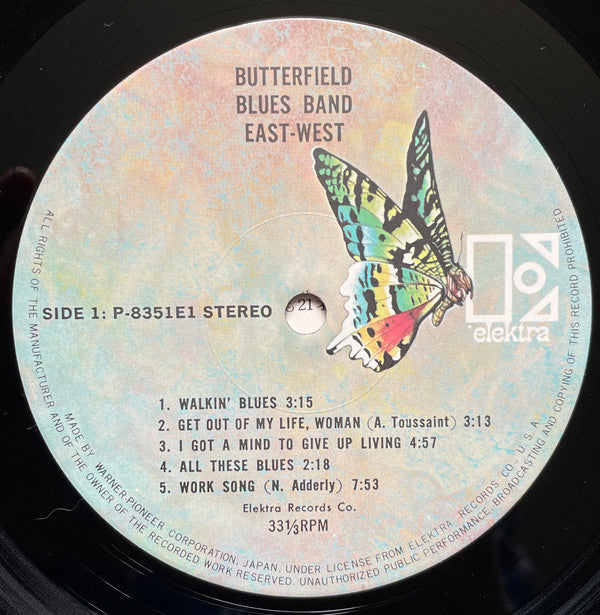 BUTTERFIELD
BLUES BAND
EAST-WEST
elektra
SIDE 1: P-8351E1 STEREO
21
1. WALKIN' BLUES 3:15
2. GET OUT OF MY LIFE, WOMAN (A. Toussaint) 3:13
3. I GOT A MIND TO GIVE UP LIVING 4:57
4. ALL THESE BLUES 2:18
5. WORK SONG (N. Adderly) 7:53
Elektra Records Co.
33⅓RPM
MADE BY WARNER-PIONEER CORPORATION, JAPAN. UNDER LICENSE FROM ELEKTRA RECORDS CO., U.S.A.
ALL RIGHTS OF THE MANUFACTURER AND OF THE OWNER OF THE RECORDED WORK RESERVED. UNAUTHORIZED PUBLIC PERFORMANCE, BROADCASTING AND COPYING OF THIS RECORD PROHIBITED